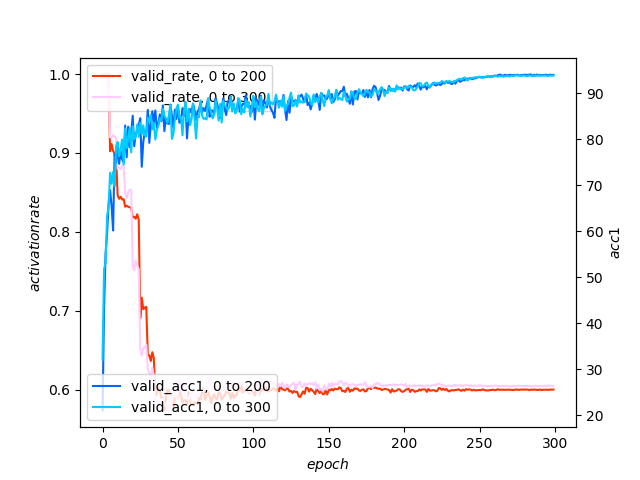 valid_rate, 0 to 200
valid_rate, 0 to 300
valid_acc1, 0 to 200
valid_acc1, 0 to 300
1.0
0.9
0.8
0.7
0.6
activationrate
90
80
70
60
50
40
30
20
acc1
0
50
100
150
200
250
300
epoch